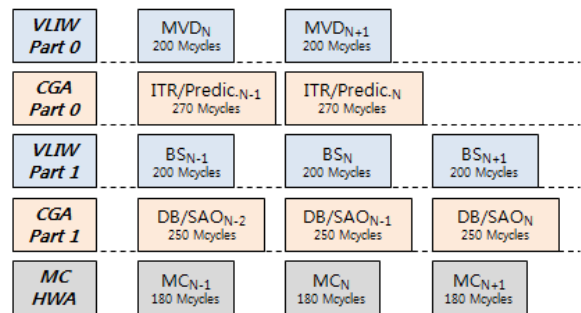 VLIW
Part 0
MVDN
200 Mcycles
MVDN+1
200 Mcycles
CGA
Part 0
ITR/Predic.N-1
270 Mcycles
ITR/Predic.N
270 Mcycles
VLIW
Part 1
BSN-1
200 Mcycles
BSN
200 Mcycles
BSN+1
200 Mcycles
CGA
Part 1
DB/SAON-2
250 Mcycles
DB/SAON-1
250 Mcycles
DB/SAON
250 Mcycles
MC
HWA
MCN-1
180 Mcycles
MCN
180 Mcycles
MCN+1
180 Mcycles